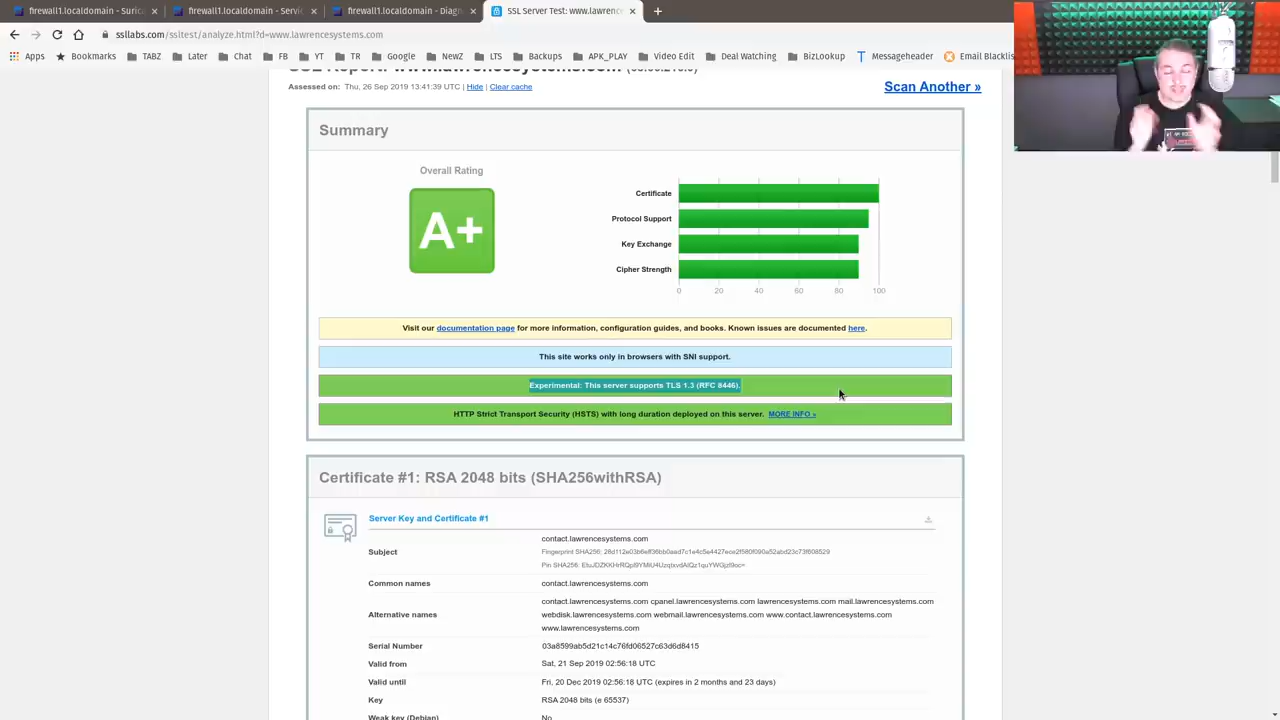 firewall1.localdomain - Suric
firewall1.localdomain - Servic
firewall1.localdomain - Diagn
SSL Server Test: www.lawrenc
ssllabs.com/ssltest/analyze.html?d=www.lawrencesystems.com
Apps
Bookmarks
TABZ
Later
Chat
FB
YT
TR
Google
NewZ
LTS
Backups
APK_PLAY
Video Edit
Deal Watching
BizLookup
Messageheader
Email Blacklis
Assessed on: Thu, 26 Sep 2019 13:41:39 UTC | Hide | Clear cache
Scan Another »
Summary
Overall Rating
A+
Certificate
Protocol Support
Key Exchange
Cipher Strength
0 20 40 60 80 100
Visit our documentation page for more information, configuration guides, and books. Known issues are documented here.
This site works only in browsers with SNI support.
Experimental: This server supports TLS 1.3 (RFC 8446).
HTTP Strict Transport Security (HSTS) with long duration deployed on this server. MORE INFO »
Certificate #1: RSA 2048 bits (SHA256withRSA)
Server Key and Certificate #1
Subject
contact.lawrencesystems.com
Fingerprint SHA256:
Pin SHA256:
Common names
contact.lawrencesystems.com
Alternative names
contact.lawrencesystems.com cpanel.lawrencesystems.com lawrencesystems.com mail.lawrencesystems.com
webdisk.lawrencesystems.com webmail.lawrencesystems.com www.contact.lawrencesystems.com
www.lawrencesystems.com
Serial Number
03a8599ab5d21c14c76fd06527c63d6d8415
Valid from
Sat, 21 Sep 2019 02:56:18 UTC
Valid until
Fri, 20 Dec 2019 02:56:18 UTC (expires in 2 months and 23 days)
Key
RSA 2048 bits (e 65537)
Weak key (Debian)
No